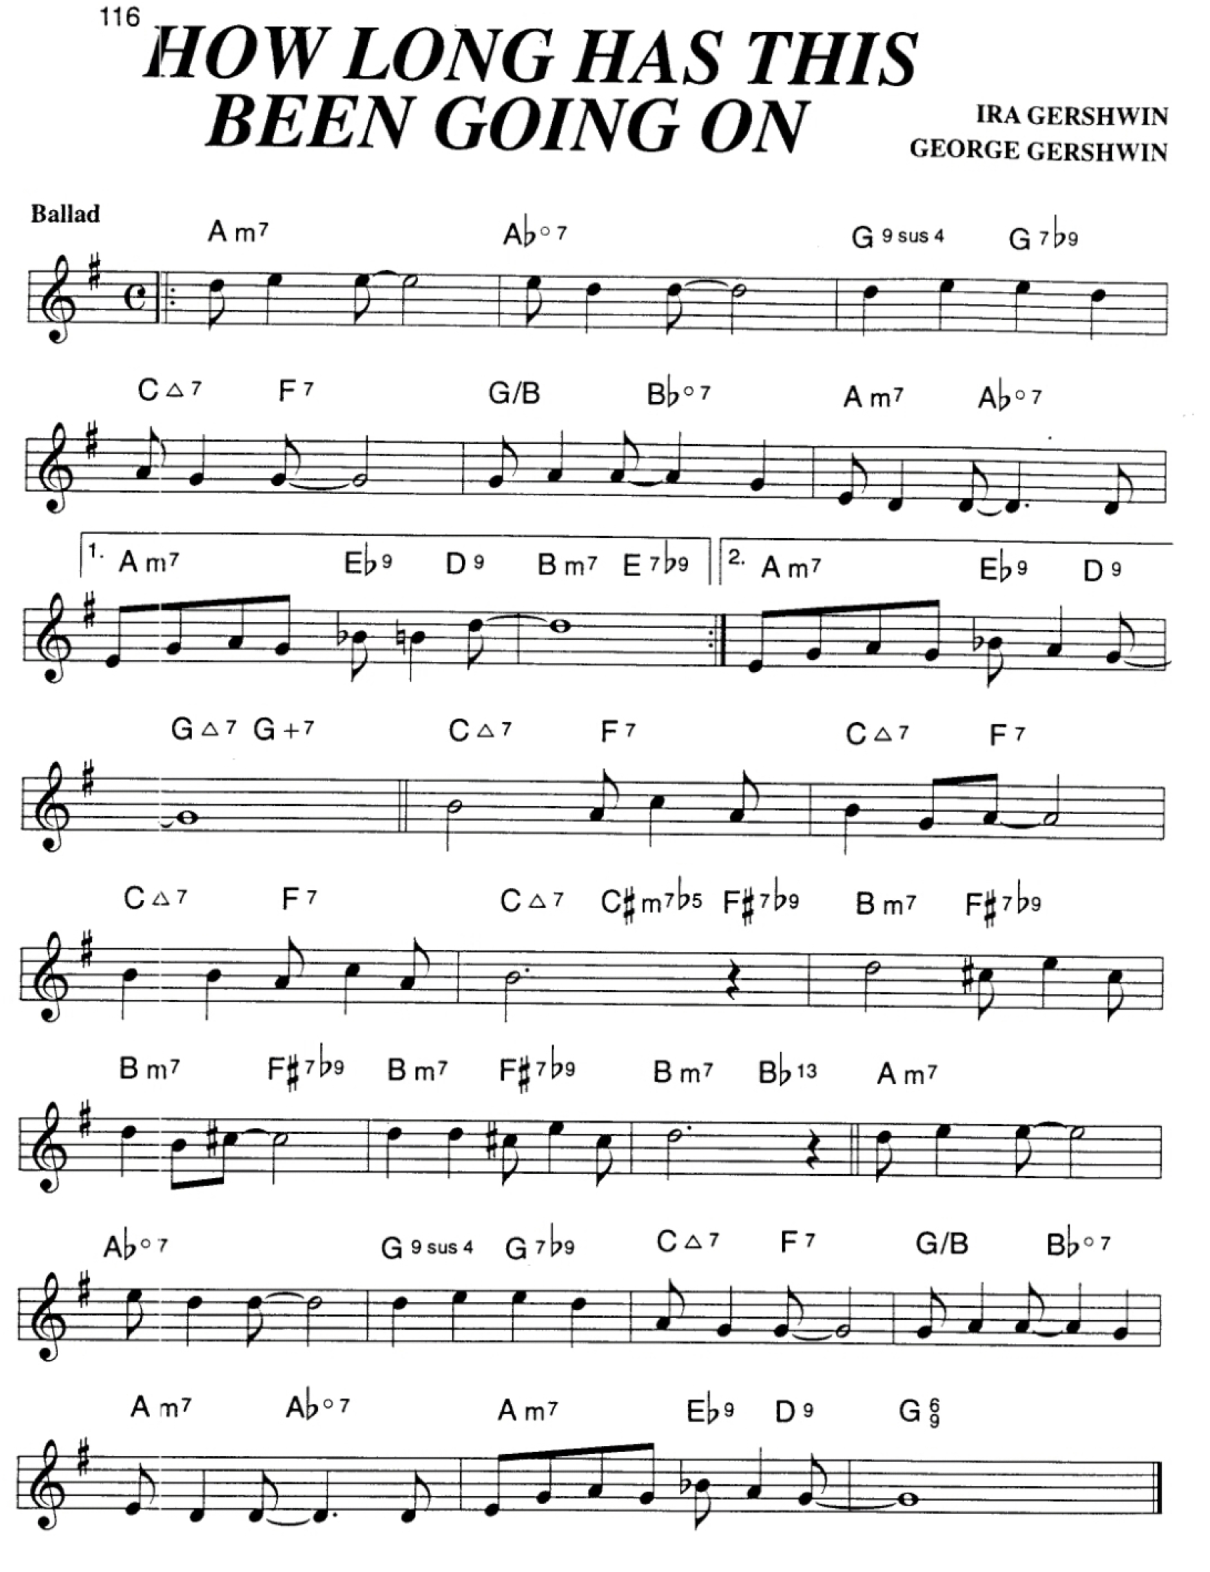 116
HOW LONG HAS THIS
BEEN GOING ON
IRA GERSHWIN
GEORGE GERSHWIN
Ballad
A m7 A♭°7 G 9 sus 4 G 7♭9
C△7 F7 G/B B♭°7 A m7 A♭°7
1. A m7 E♭9 D9 B m7 E 7♭9 2. A m7 E♭9 D9
G△7 G+7 C△7 F7 C△7 F7
C△7 F7 C△7 C♯m7♭5 F♯7♭9 B m7 F♯7♭9
B m7 F♯7♭9 B m7 F♯7♭9 B m7 B♭13 A m7
A♭°7 G 9 sus 4 G 7♭9 C△7 F7 G/B B♭°7
A m7 A♭°7 A m7 E♭9 D9 G 6/9